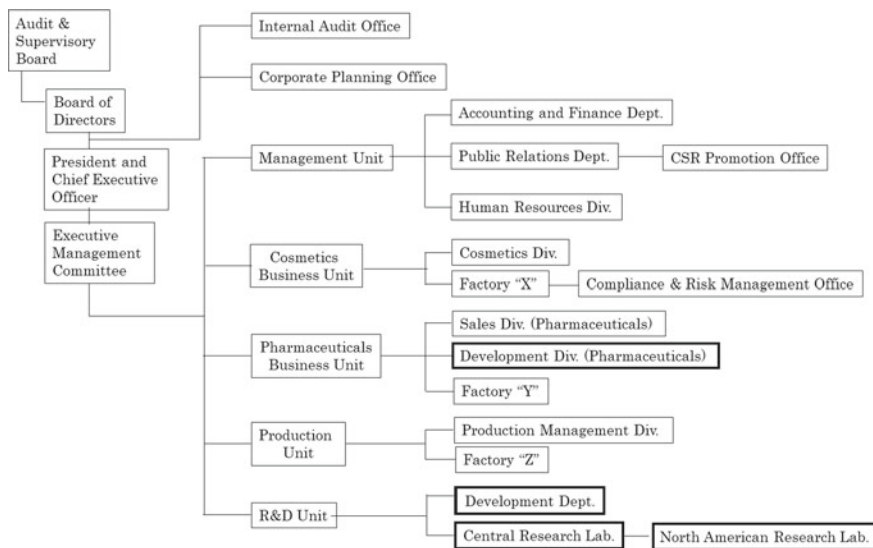 Audit &
Supervisory
Board
Internal Audit Office
Corporate Planning Office
Board of
Directors
President and
Chief Executive
Officer
Executive
Management
Committee
Management Unit
Accounting and Finance Dept.
Public Relations Dept.
CSR Promotion Office
Human Resources Div.
Cosmetics
Business Unit
Cosmetics Div.
Factory “X”
Compliance & Risk Management Office
Pharmaceuticals
Business Unit
Sales Div. (Pharmaceuticals)
Development Div. (Pharmaceuticals)
Factory “Y”
Production
Unit
Production Management Div.
Factory “Z”
R&D Unit
Development Dept.
Central Research Lab.
North American Research Lab.